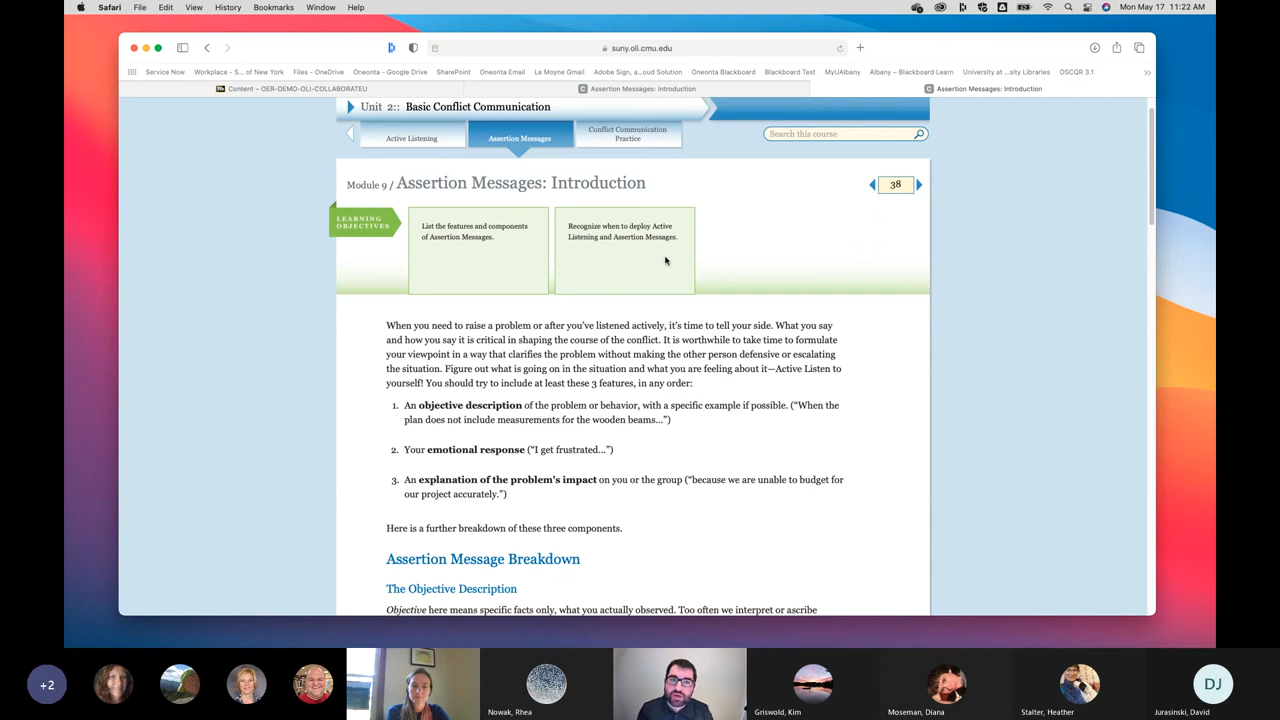 Safari File Edit View History Bookmarks Window Help Mon May 17 11:22 AM
suny.oli.cmu.edu
Service Now Workplace - S... of New York Files - OneDrive Oneonta - Google Drive SharePoint Oneonta Email Le Moyne Gmail Adobe Sign, a...oud Solution Oneonta Blackboard Blackboard Test MyUAlbany Albany – Blackboard Learn University at ...sity Libraries OSCQR 3.1
Content – OER-DEMO-OLI-COLLABORATEU Assertion Messages: Introduction Assertion Messages: Introduction
Unit 2:: Basic Conflict Communication
Active Listening Assertion Messages Conflict Communication Practice
Search this course
Module 9 / Assertion Messages: Introduction
38
LEARNING OBJECTIVES
List the features and components
of Assertion Messages.
Recognize when to deploy Active
Listening and Assertion Messages.
When you need to raise a problem or after you've listened actively, it's time to tell your side. What you say
and how you say it is critical in shaping the course of the conflict. It is worthwhile to take time to formulate
your viewpoint in a way that clarifies the problem without making the other person defensive or escalating
the situation. Figure out what is going on in the situation and what you are feeling about it—Active Listen to
yourself! You should try to include at least these 3 features, in any order:
1. An objective description of the problem or behavior, with a specific example if possible. ("When the
plan does not include measurements for the wooden beams...")
2. Your emotional response ("I get frustrated...")
3. An explanation of the problem's impact on you or the group ("because we are unable to budget for
our project accurately.")
Here is a further breakdown of these three components.
Assertion Message Breakdown
The Objective Description
Objective here means specific facts only, what you actually observed. Too often we interpret or ascribe
+2
DJ
Nowak, Rhea Griswold, Kim Moseman, Diana Stalter, Heather Jurasinski, David